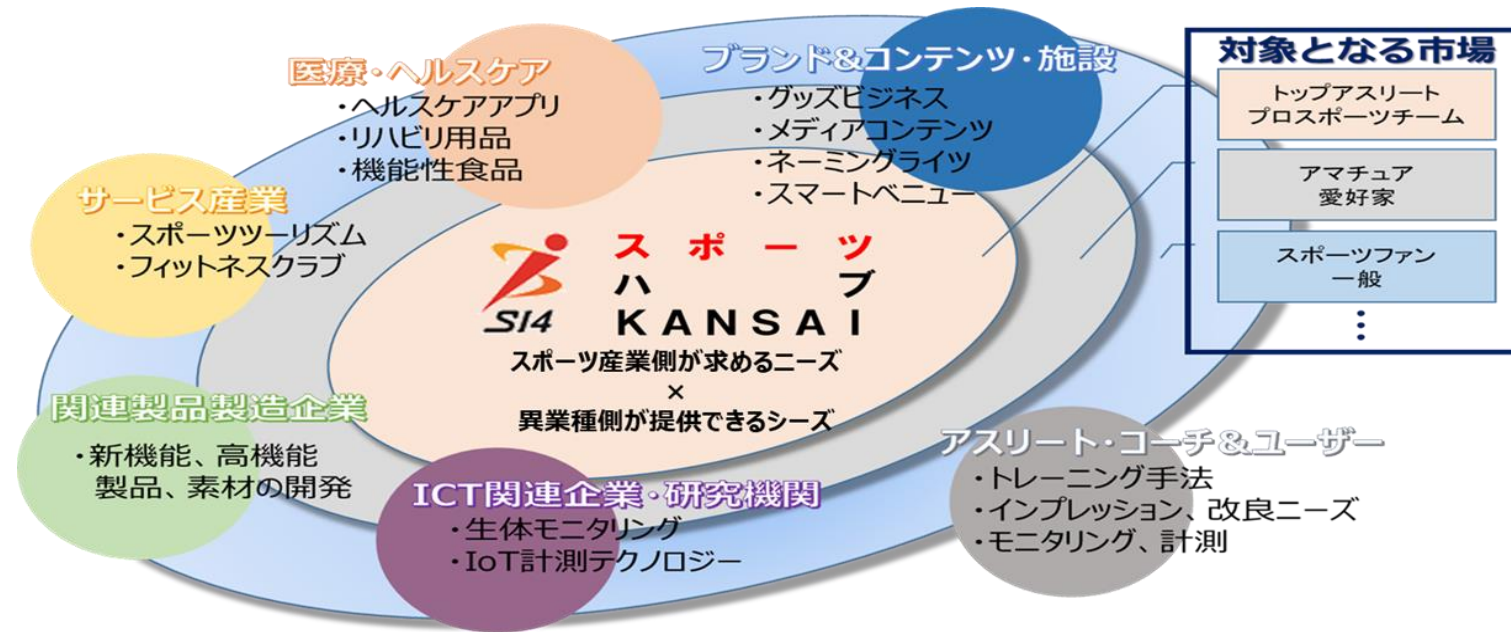 医療・ヘルスケア
・ヘルスケアアプリ
・リハビリ用品
・機能性食品
ブランド&コンテンツ・施設
・グッズビジネス
・メディアコンテンツ
・ネーミングライツ
・スマートベニュー
対象となる市場
トップアスリート
プロスポーツチーム
アマチュア
愛好家
スポーツファン
一般
⋮
サービス産業
・スポーツツーリズム
・フィットネスクラブ
SI4
スポーツ
ハブ
KANSAI
スポーツ産業側が求めるニーズ
×
異業種側が提供できるシーズ
関連製品製造企業
・新機能、高機能
製品、素材の開発
ICT関連企業・研究機関
・生体モニタリング
・IoT計測テクノロジー
アスリート・コーチ&ユーザー
・トレーニング手法
・インプレッション、改良ニーズ
・モニタリング、計測